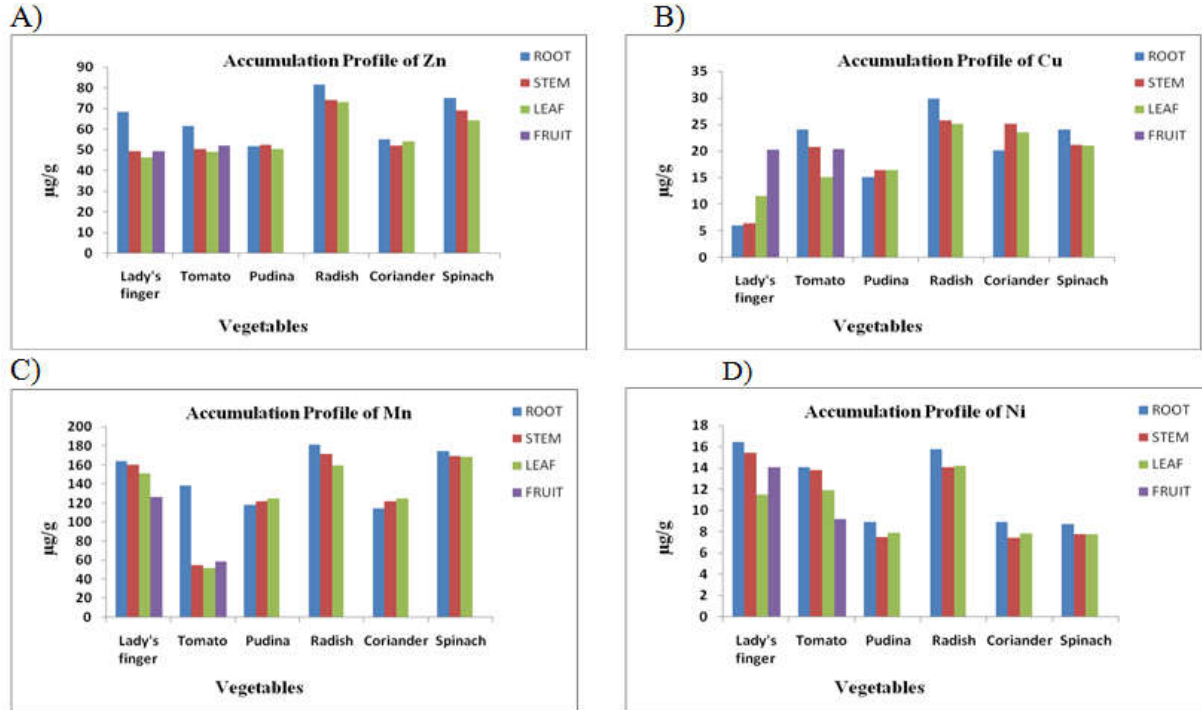 A)
Accumulation Profile of Zn
ROOT
STEM
LEAF
FRUIT
µg/g
90
80
70
60
50
40
30
20
10
0
Lady's finger Tomato Pudina Radish Coriander Spinach
Vegetables
B)
Accumulation Profile of Cu
ROOT
STEM
LEAF
FRUIT
µg/g
35
30
25
20
15
10
5
0
Lady's finger Tomato Pudina Radish Coriander Spinach
Vegetables
C)
Accumulation Profile of Mn
ROOT
STEM
LEAF
FRUIT
µg/g
200
180
160
140
120
100
80
60
40
20
0
Lady's finger Tomato Pudina Radish Coriander Spinach
Vegetables
D)
Accumulation Profile of Ni
ROOT
STEM
LEAF
FRUIT
µg/g
18
16
14
12
10
8
6
4
2
0
Lady's finger Tomato Pudina Radish Coriander Spinach
Vegetables